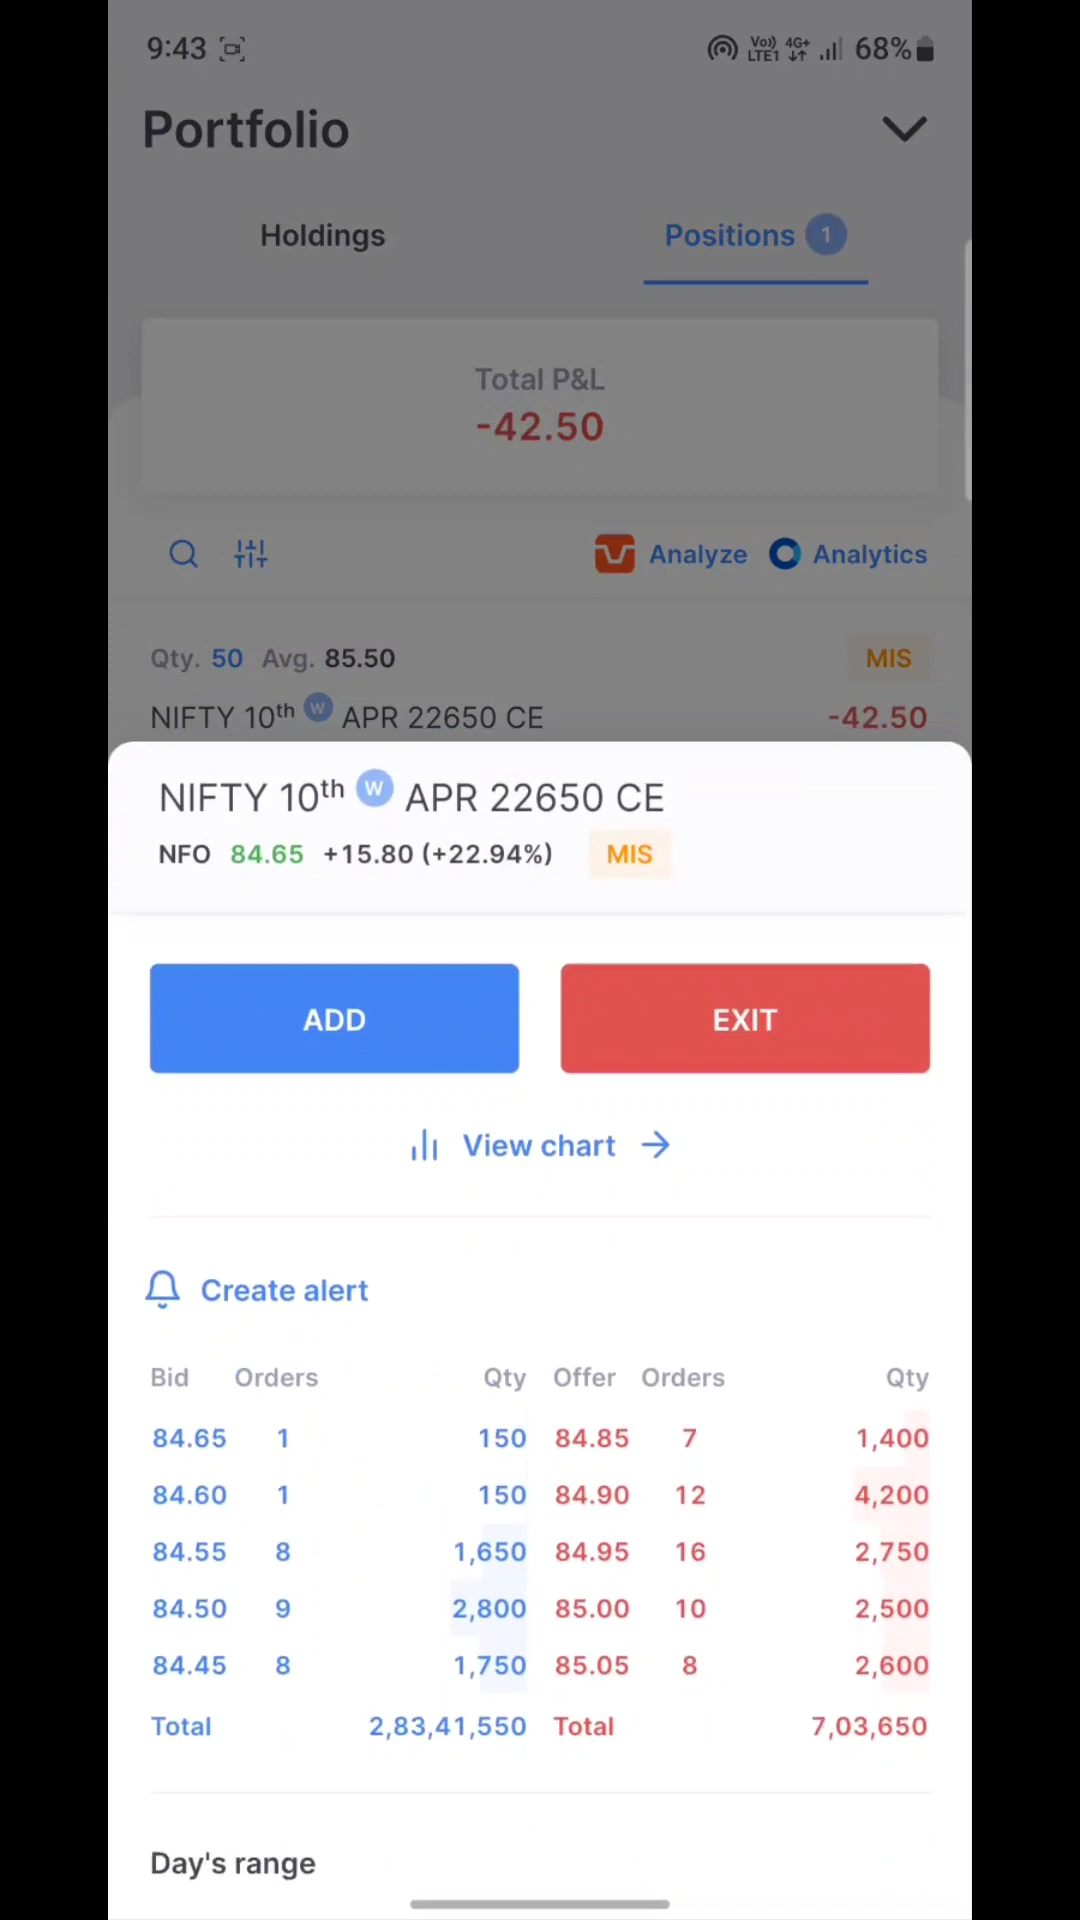 9:43 Vo)) LTE1 4G+ 68%
Portfolio
Holdings Positions 1
Total P&L
-42.50
Analyze Analytics
Qty. 50 Avg. 85.50 MIS
NIFTY 10th W APR 22650 CE -42.50
NIFTY 10th W APR 22650 CE
NFO 84.65 +15.80 (+22.94%) MIS
ADD EXIT
View chart
Create alert
Bid Orders Qty Offer Orders Qty
84.65 1 150 84.85 7 1,400
84.60 1 150 84.90 12 4,200
84.55 8 1,650 84.95 16 2,750
84.50 9 2,800 85.00 10 2,500
84.45 8 1,750 85.05 8 2,600
Total 2,83,41,550 Total 7,03,650
Day's range